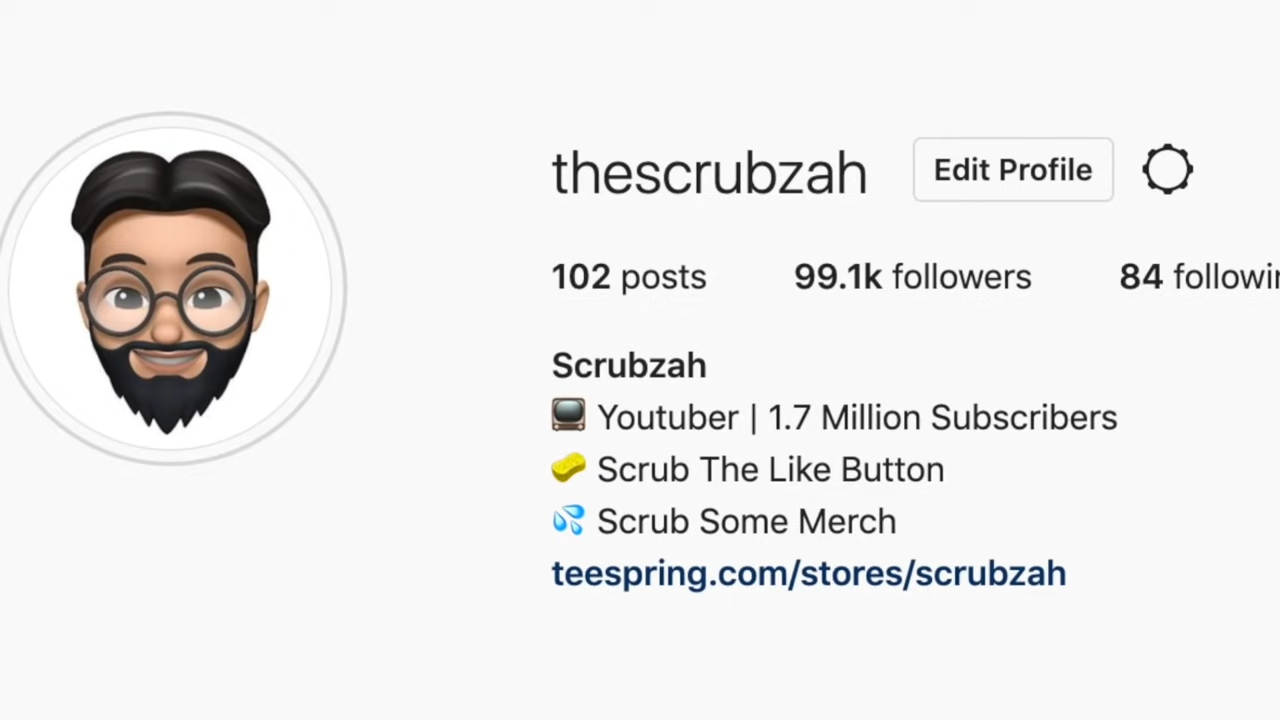 thescrubzah Edit Profile
102 posts 99.1k followers 84 followin
Scrubzah
📺 Youtuber | 1.7 Million Subscribers
🧽 Scrub The Like Button
💦 Scrub Some Merch
teespring.com/stores/scrubzah